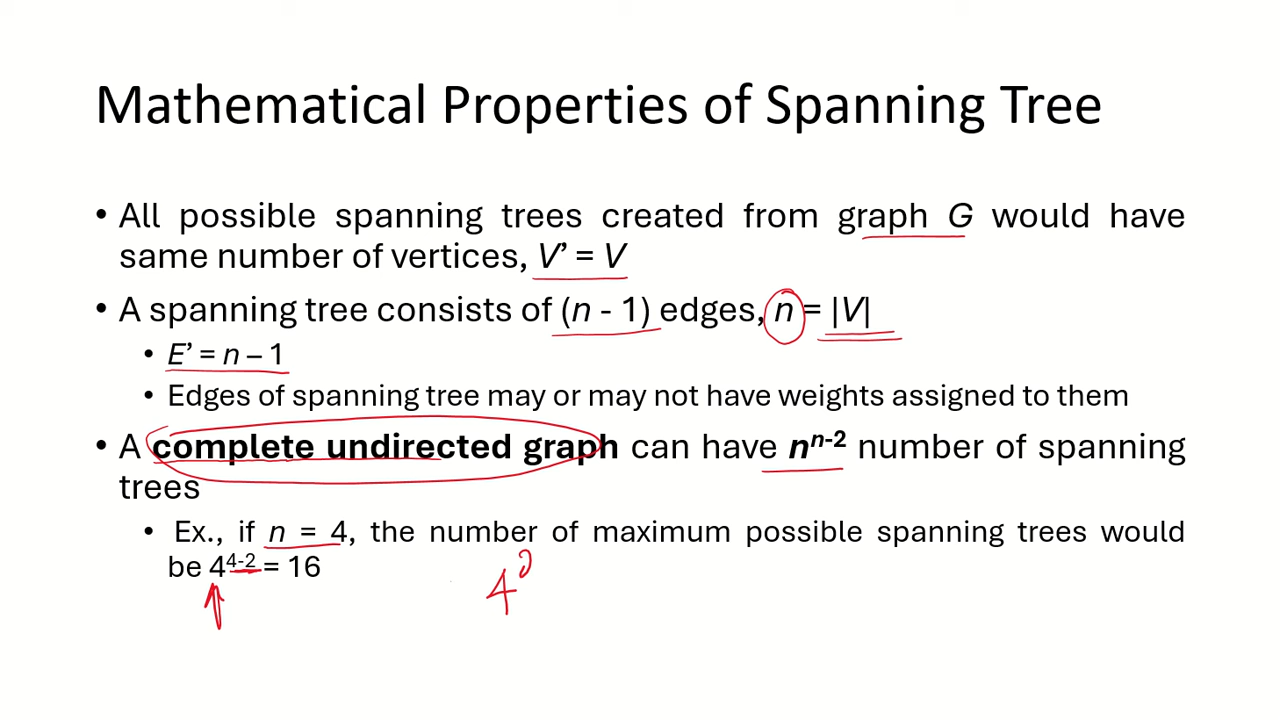 Mathematical Properties of Spanning Tree
• All possible spanning trees created from graph G would have
same number of vertices, V’ = V
• A spanning tree consists of (n - 1) edges, n = |V|
• E’ = n – 1
• Edges of spanning tree may or may not have weights assigned to them
• A complete undirected graph can have nⁿ⁻² number of spanning
trees
• Ex., if n = 4, the number of maximum possible spanning trees would
be 4⁴⁻² = 16
4